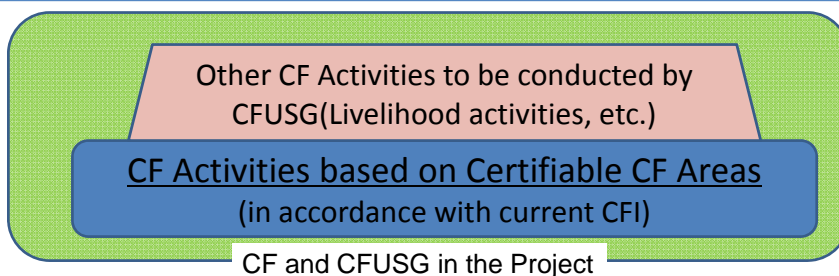 Other CF Activities to be conducted by
CFUSG(Livelihood activities, etc.)
CF Activities based on Certifiable CF Areas
(in accordance with current CFI)
CF and CFUSG in the Project